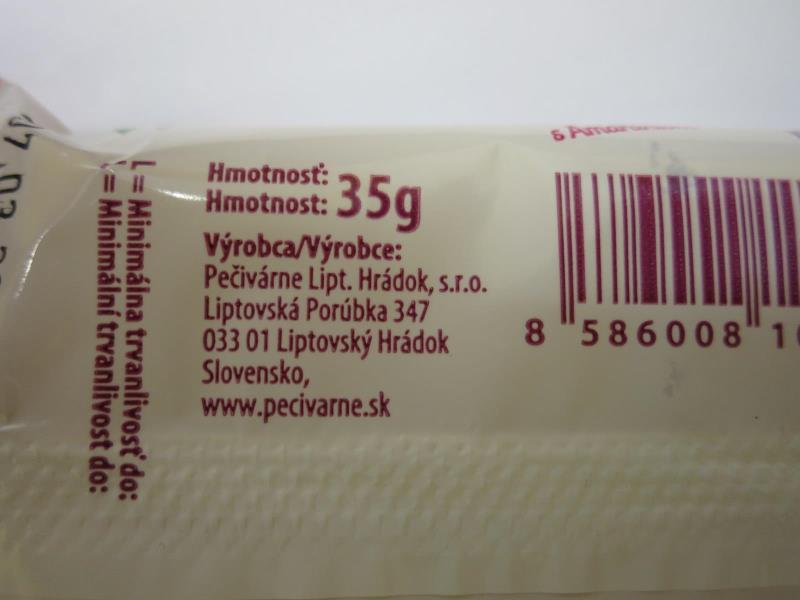 Hmotnosť:
Hmotnost: 35g
Výrobca/Výrobce:
Pečivárne Lipt. Hrádok, s.r.o.
Liptovská Porúbka 347
033 01 Liptovský Hrádok
Slovensko,
www.pecivarne.sk
L= Minimálna trvanlivosť do:
= Minimální trvanlivost do:
8 586008 1